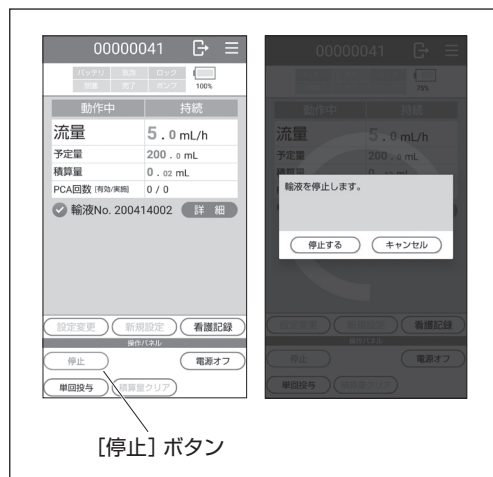 00000041
バッテリ 気泡 ロック
閉塞 完了 ポンプ 100%
動作中 持続
流量 5.0 mL/h
予定量 200.0 mL
積算量 0.02 mL
PCA回数 [有効/実施] 0 / 0
輸液No. 200414002 詳 細
設定変更 新規設定 看護記録
操作パネル
停止 電源オフ
単回投与 積算量クリア
00000041
75%
動作中 持続
流量 5.0 mL/h
予定量 200.0 mL
輸液を停止します。
停止する キャンセル
設定変更 新規設定 看護記録
操作パネル
停止 電源オフ
単回投与 積算量クリア
[停止] ボタン